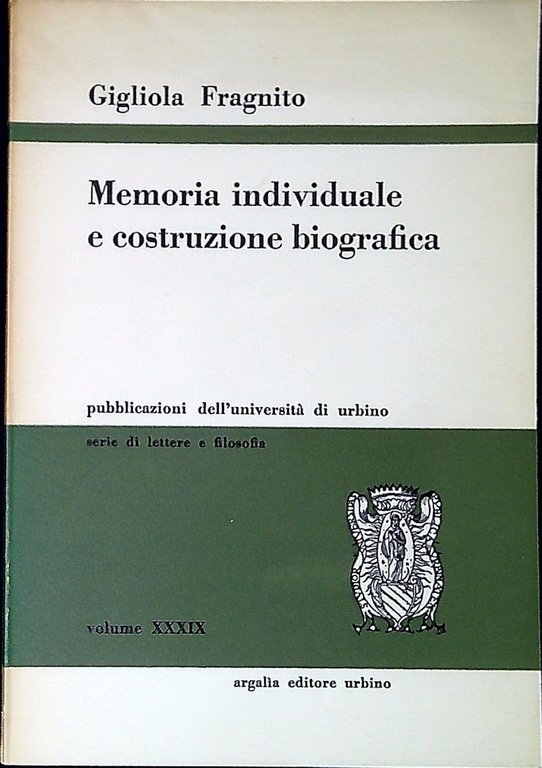 Gigliola Fragnito
Memoria individuale
e costruzione biografica
pubblicazioni dell'università di urbino
serie di lettere e filosofia
volume XXXIX
argalìa editore urbino